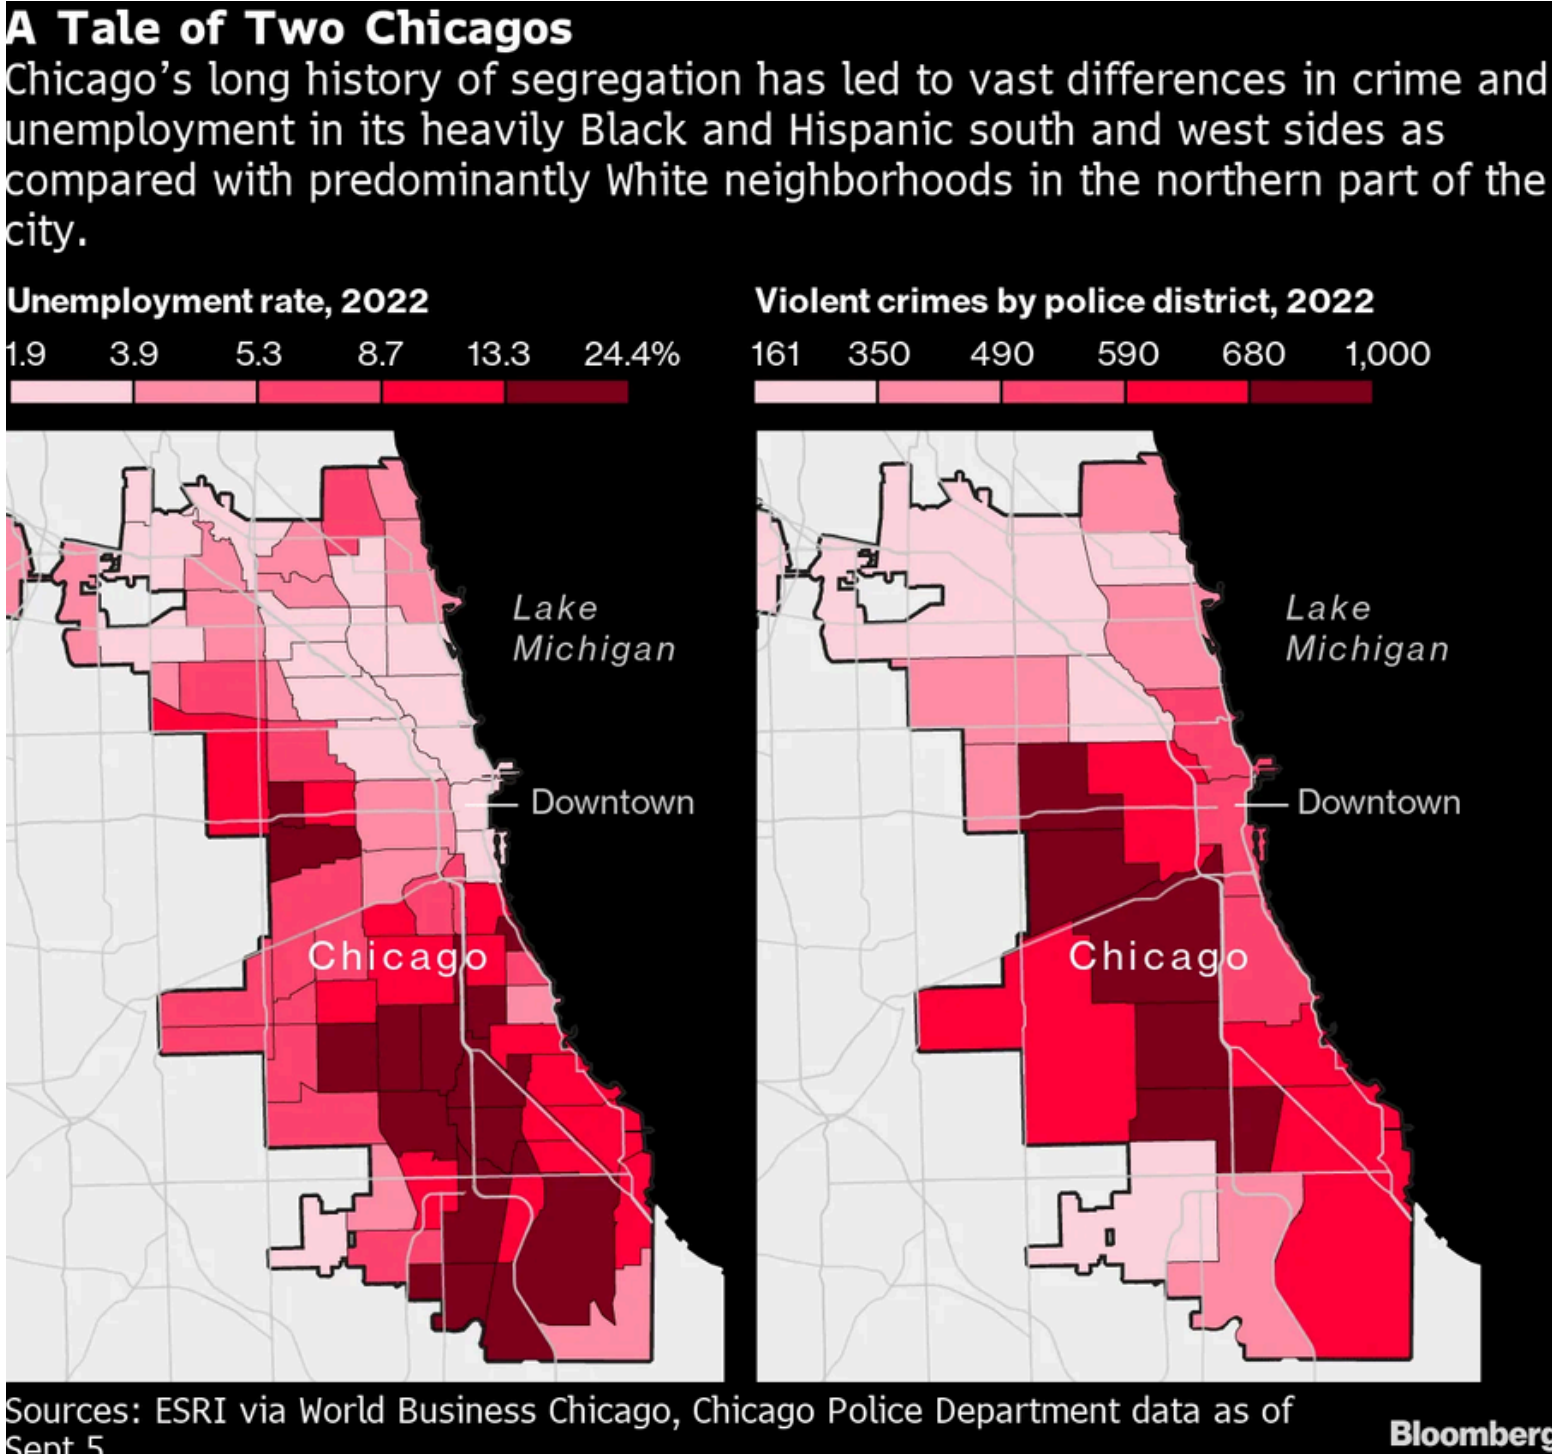 A Tale of Two Chicagos
Chicago’s long history of segregation has led to vast differences in crime and
unemployment in its heavily Black and Hispanic south and west sides as
compared with predominantly White neighborhoods in the northern part of the
city.
Unemployment rate, 2022
1.9 3.9 5.3 8.7 13.3 24.4%
Violent crimes by police district, 2022
161 350 490 590 680 1,000
Lake
Michigan
Downtown
Chicago
Lake
Michigan
Downtown
Chicago
Sources: ESRI via World Business Chicago, Chicago Police Department data as of
Sept 5
Bloomberg